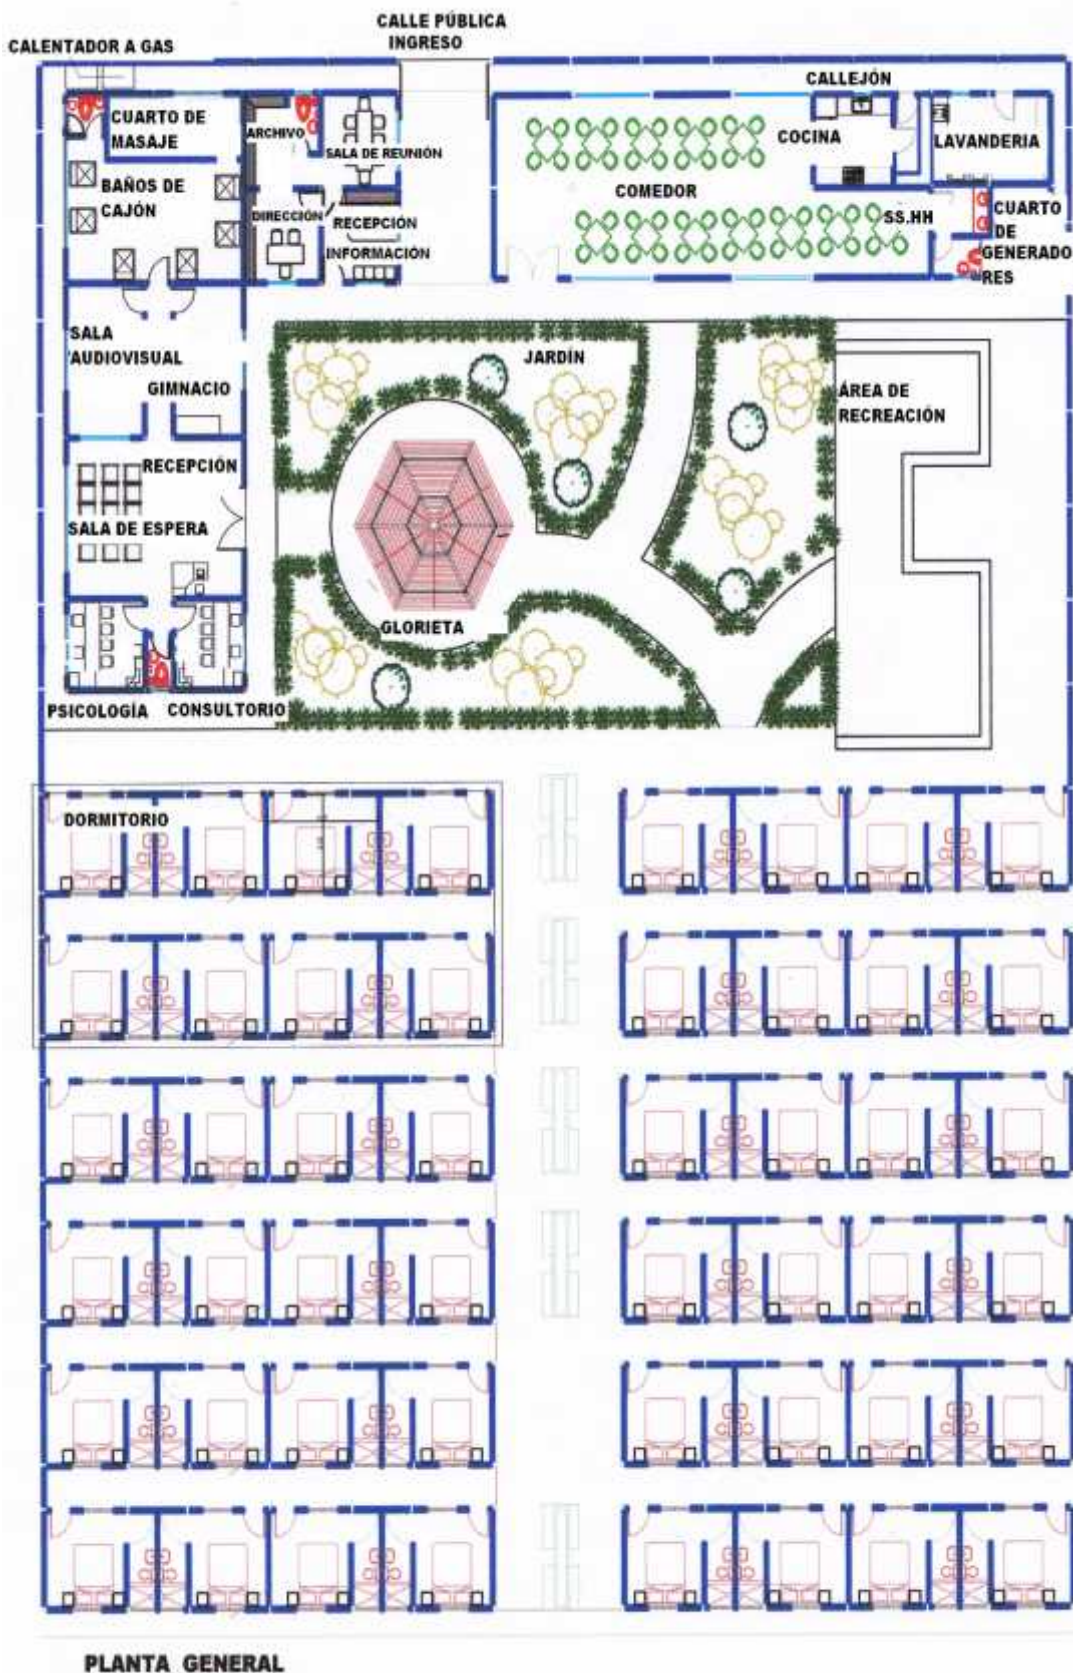 CALLE PÚBLICA
INGRESO
CALENTADOR A GAS
CALLEJÓN
CUARTO DE
MASAJE
ARCHIVO
SALA DE REUNIÓN
COCINA
LAVANDERIA
BAÑOS DE
CAJÓN
COMEDOR
DIRECCIÓN
RECEPCIÓN
INFORMACIÓN
SS.HH
CUARTO
DE
GENERADO
RES
SALA
AUDIOVISUAL
GIMNACIO
JARDÍN
ÁREA DE
RECREACIÓN
RECEPCIÓN
SALA DE ESPERA
GLORIETA
PSICOLOGÍA
CONSULTORIO
DORMITORIO
PLANTA GENERAL